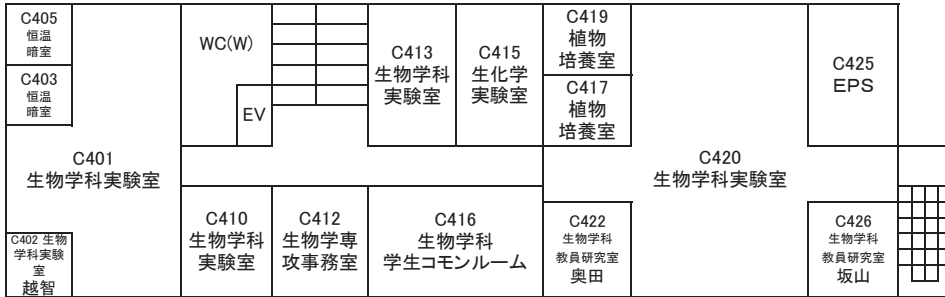 C405
恒温
暗室
C403
恒温
暗室
C401
生物学科実験室
C402 生物
学科実験
室
越智
WC(W)
EV
C410
生物学科
実験室
C412
生物学専
攻事務室
C413
生物学科
実験室
C415
生化学
実験室
C416
生物学科
学生コモンルーム
C419
植物
培養室
C417
植物
培養室
C420
生物学科実験室
C422
生物学科
教員研究室
奥田
C425
EPS
C426
生物学科
教員研究室
坂山